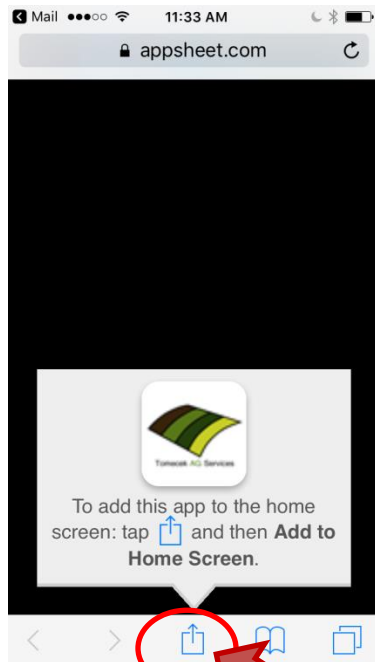 Mail 11:33 AM
appsheet.com
Tomacek AG Services
To add this app to the home
screen: tap and then Add to
Home Screen.